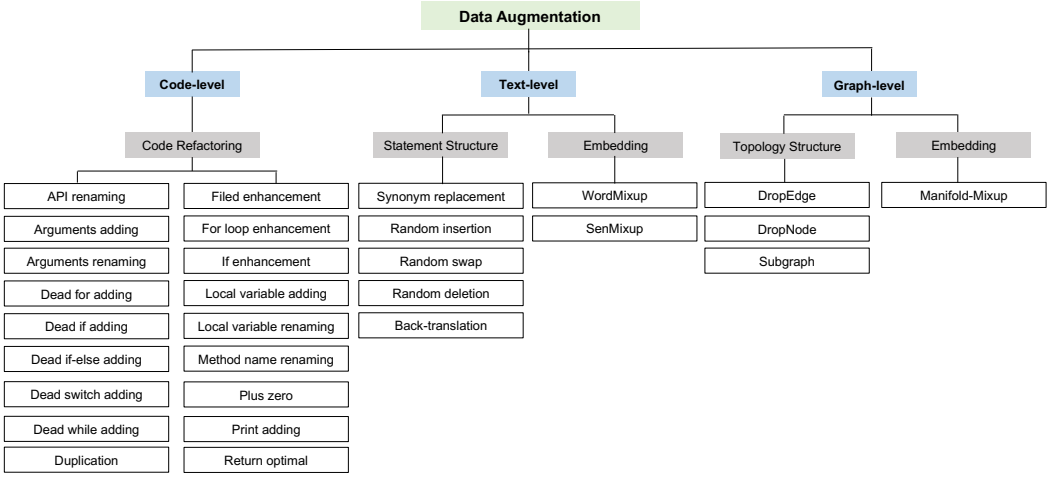 Data Augmentation
Code-level
Text-level
Graph-level
Code Refactoring
Statement Structure
Embedding
Topology Structure
Embedding
API renaming
Arguments adding
Arguments renaming
Dead for adding
Dead if adding
Dead if-else adding
Dead switch adding
Dead while adding
Duplication
Filed enhancement
For loop enhancement
If enhancement
Local variable adding
Local variable renaming
Method name renaming
Plus zero
Print adding
Return optimal
Synonym replacement
Random insertion
Random swap
Random deletion
Back-translation
WordMixup
SenMixup
DropEdge
DropNode
Subgraph
Manifold-Mixup